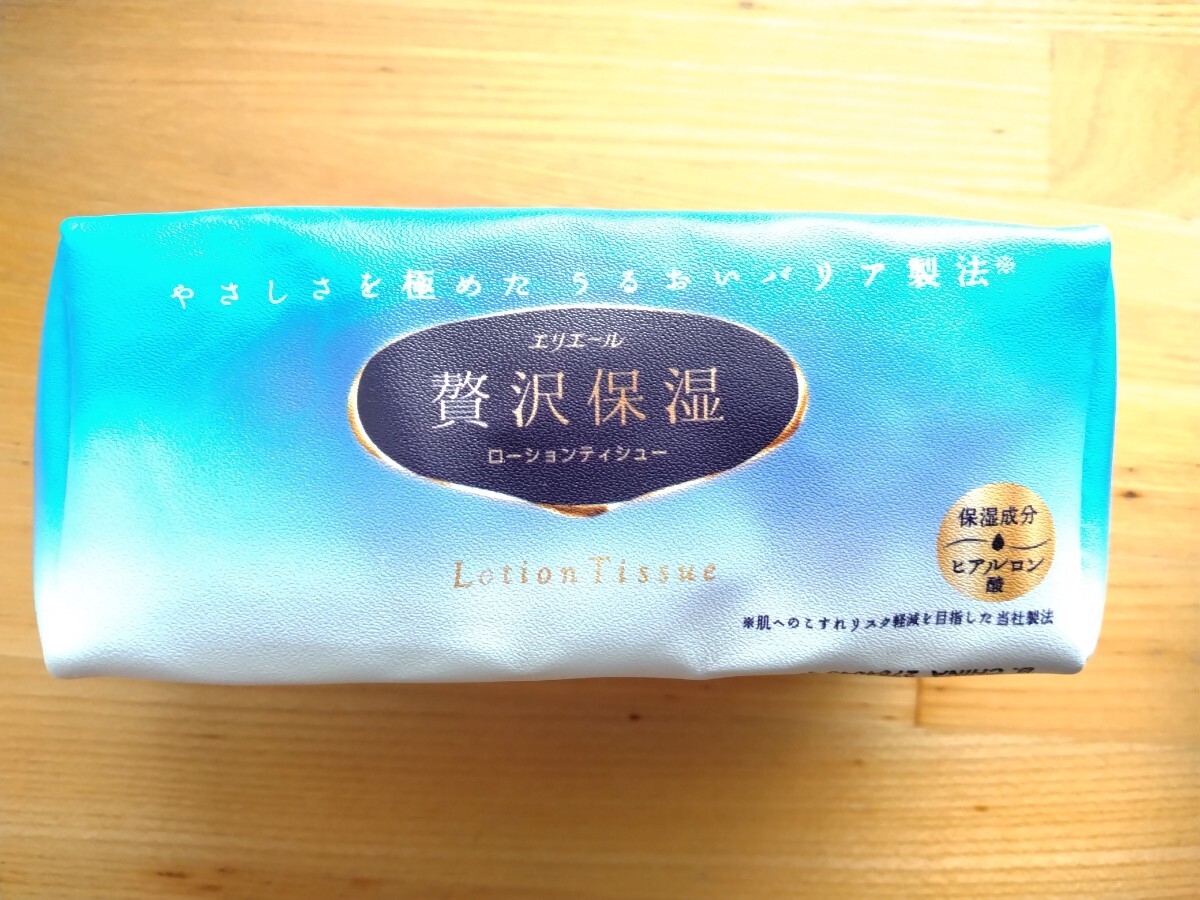 やさしさを極めた うるおいバリア製法※
エリエール
贅沢保湿
ローションティシュー
Lotion Tissue
保湿成分
ヒアルロン
酸
※肌へのこすれリスク軽減を目指した当社製法
CHINA